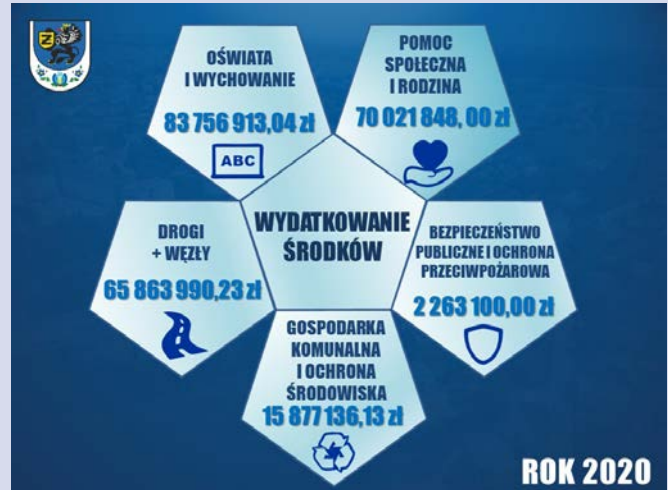 OŚWIATA
I WYCHOWANIE
83 756 913,04 zł
ABC
POMOC
SPOŁECZNA
I RODZINA
70 021 848, 00 zł
WYDATKOWANIE
ŚRODKÓW
DROGI
+ WĘZŁY
65 863 990,23 zł
BEZPIECZEŃSTWO
PUBLICZNE I OCHRONA
PRZECIWPOŻAROWA
2 263 100,00 zł
GOSPODARKA
KOMUNALNA
I OCHRONA
ŚRODOWISKA
15 877 136,13 zł
ROK 2020
Z